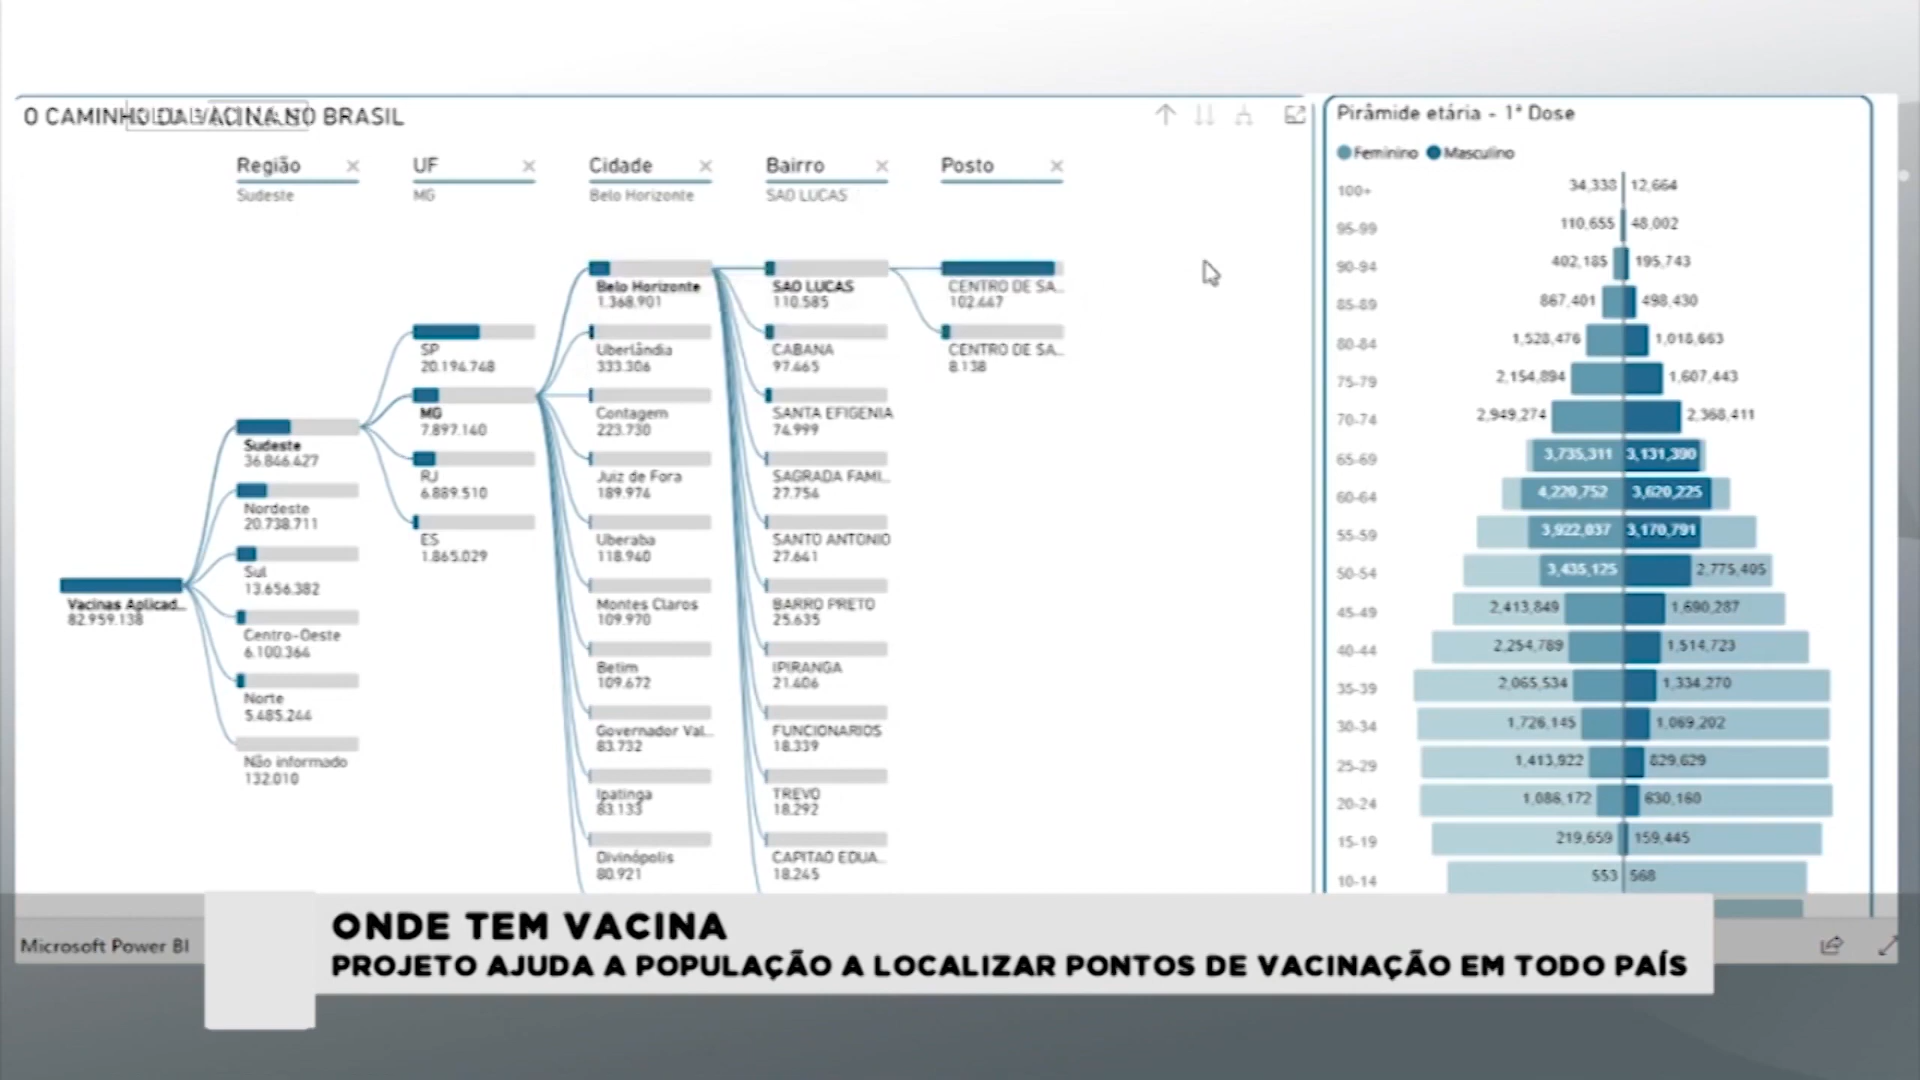 O CAMINHO DA VACINA NO BRASIL
Região
Sudeste
UF
MG
Cidade
Belo Horizonte
Bairro
SAO LUCAS
Posto
Vacinas Aplicad...
82.959.138
Sudeste
36.846.427
Nordeste
20.738.711
Sul
13.656.382
Centro-Oeste
6.100.364
Norte
5.485.244
Não informado
132.010
SP
20.194.748
MG
7.897.140
RJ
6.889.510
ES
1.865.029
Belo Horizonte
1.368.901
Uberlândia
333.306
Contagem
223.730
Juiz de Fora
189.974
Uberaba
118.940
Montes Claros
109.970
Betim
109.672
Governador Val...
83.732
Ipatinga
83.133
Divinópolis
80.921
SAO LUCAS
110.585
CABANA
97.465
SANTA EFIGENIA
74.999
SAGRADA FAMI...
27.754
SANTO ANTONIO
27.641
BARRO PRETO
25.635
IPIRANGA
21.406
FUNCIONARIOS
18.339
TREVO
18.292
CAPITAO EDUA...
18.245
CENTRO DE SA...
102.447
CENTRO DE SA...
8.138
Pirâmide etária - 1ª Dose
Feminino Masculino
100+ 34,338 12,664
95-99 110,655 48,002
90-94 402,185 195,743
85-89 867,401 498,430
80-84 1,528,476 1,018,663
75-79 2,154,894 1,607,443
70-74 2,949,274 2,368,411
65-69 3,735,311 3,131,390
60-64 4,220,752 3,620,225
55-59 3,922,037 3,170,791
50-54 3,435,125 2,775,405
45-49 2,413,849 1,690,287
40-44 2,254,789 1,514,723
35-39 2,065,534 1,334,270
30-34 1,726,145 1,069,202
25-29 1,413,922 829,629
20-24 1,086,172 630,160
15-19 219,659 159,445
10-14 553 568
Microsoft Power BI
ONDE TEM VACINA
PROJETO AJUDA A POPULAÇÃO A LOCALIZAR PONTOS DE VACINAÇÃO EM TODO PAÍS